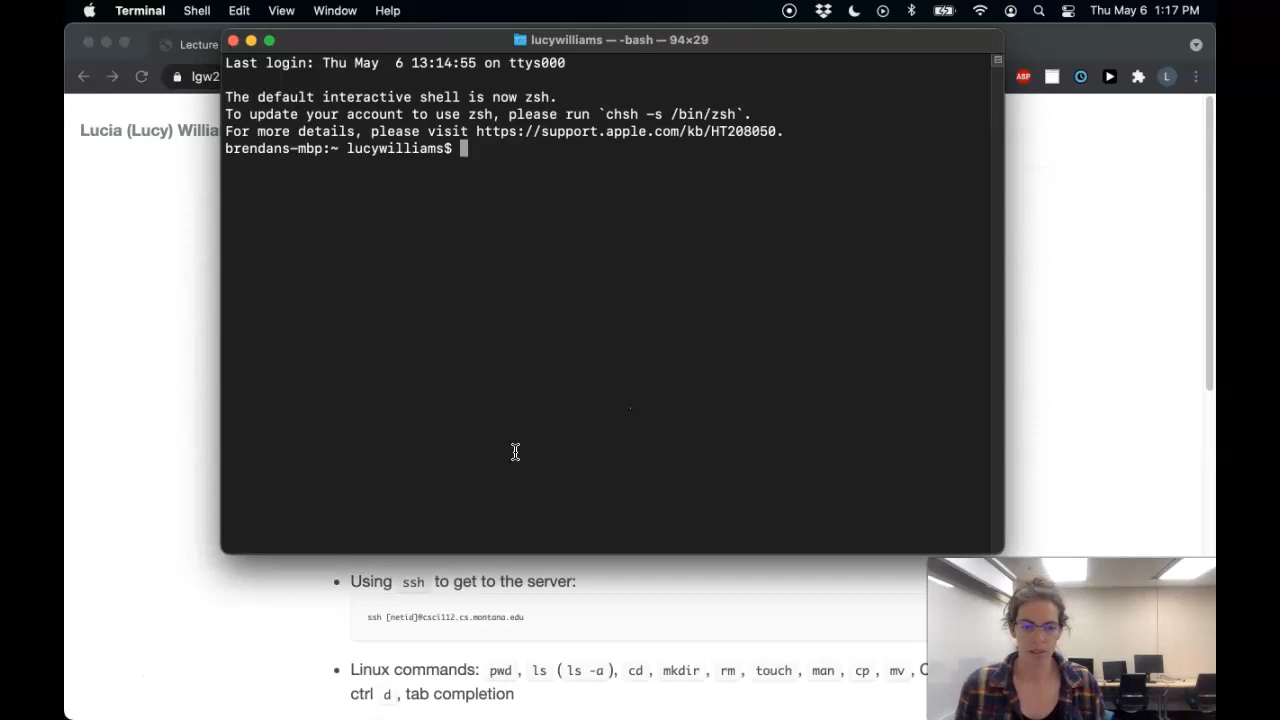 Terminal Shell Edit View Window Help Thu May 6 1:17 PM
lucywilliams — -bash — 94×29
Lecture
lgw2
ABP
L
Lucia (Lucy) Willia
Last login: Thu May  6 13:14:55 on ttys000
The default interactive shell is now zsh.
To update your account to use zsh, please run `chsh -s /bin/zsh`.
For more details, please visit https://support.apple.com/kb/HT208050.
brendans-mbp:~ lucywilliams$
• Using ssh to get to the server:
ssh [netid]@csci112.cs.montana.edu
• Linux commands: pwd , ls ( ls -a ), cd , mkdir , rm , touch , man , cp , mv , C
ctrl d , tab completion